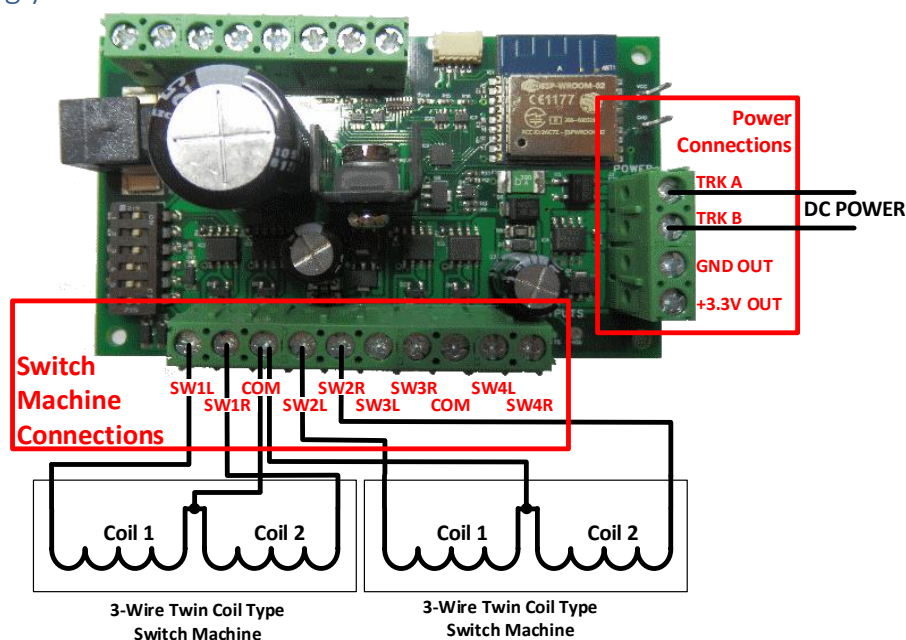 ESP-WROOM-02
CE1177
POWER
Power
Connections
TRK A
TRK B
GND OUT
+3.3V OUT
DC POWER
Switch
Machine
Connections
SW1L
SW1R
COM
SW2L
SW2R
SW3L
SW3R
COM
SW4L
SW4R
Coil 1
Coil 2
Coil 1
Coil 2
3-Wire Twin Coil Type
Switch Machine
3-Wire Twin Coil Type
Switch Machine